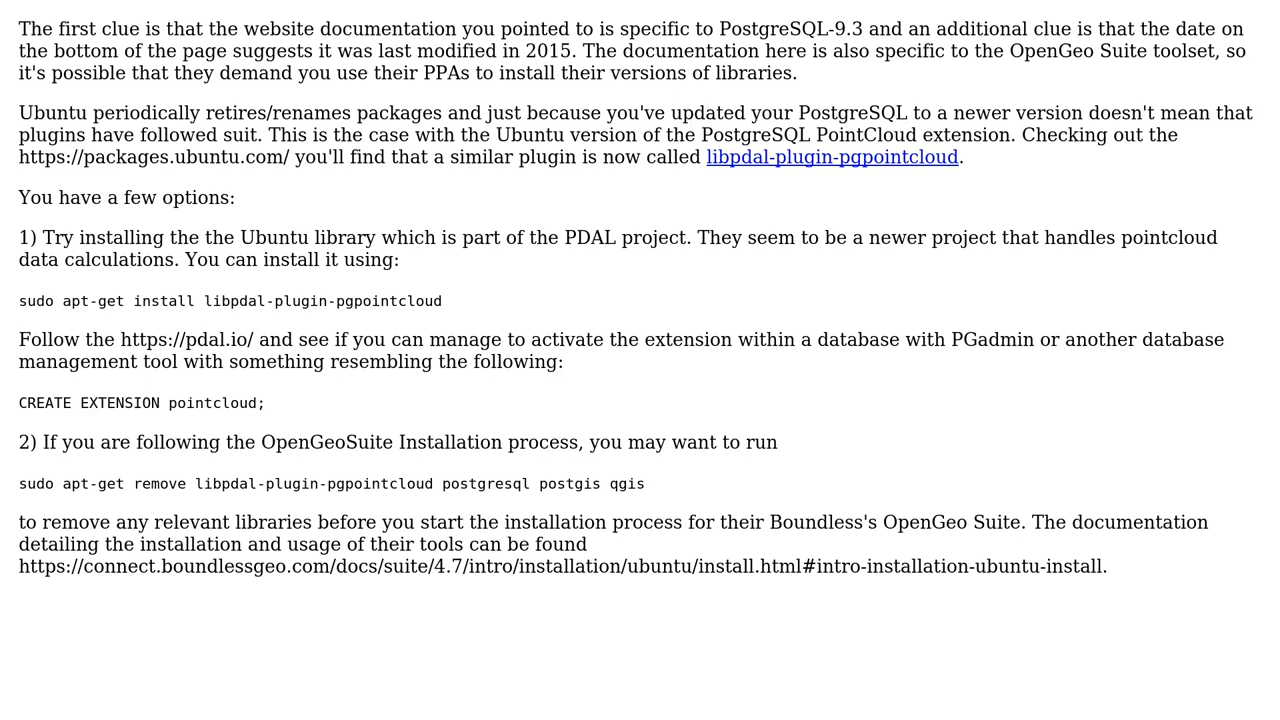 The first clue is that the website documentation you pointed to is specific to PostgreSQL-9.3 and an additional clue is that the date on
the bottom of the page suggests it was last modified in 2015. The documentation here is also specific to the OpenGeo Suite toolset, so
it's possible that they demand you use their PPAs to install their versions of libraries.
Ubuntu periodically retires/renames packages and just because you've updated your PostgreSQL to a newer version doesn't mean that
plugins have followed suit. This is the case with the Ubuntu version of the PostgreSQL PointCloud extension. Checking out the
https://packages.ubuntu.com/ you'll find that a similar plugin is now called libpdal-plugin-pgpointcloud.
You have a few options:
1) Try installing the the Ubuntu library which is part of the PDAL project. They seem to be a newer project that handles pointcloud
data calculations. You can install it using:
sudo apt-get install libpdal-plugin-pgpointcloud
Follow the https://pdal.io/ and see if you can manage to activate the extension within a database with PGadmin or another database
management tool with something resembling the following:
CREATE EXTENSION pointcloud;
2) If you are following the OpenGeoSuite Installation process, you may want to run
sudo apt-get remove libpdal-plugin-pgpointcloud postgresql postgis qgis
to remove any relevant libraries before you start the installation process for their Boundless's OpenGeo Suite. The documentation
detailing the installation and usage of their tools can be found
https://connect.boundlessgeo.com/docs/suite/4.7/intro/installation/ubuntu/install.html#intro-installation-ubuntu-install.